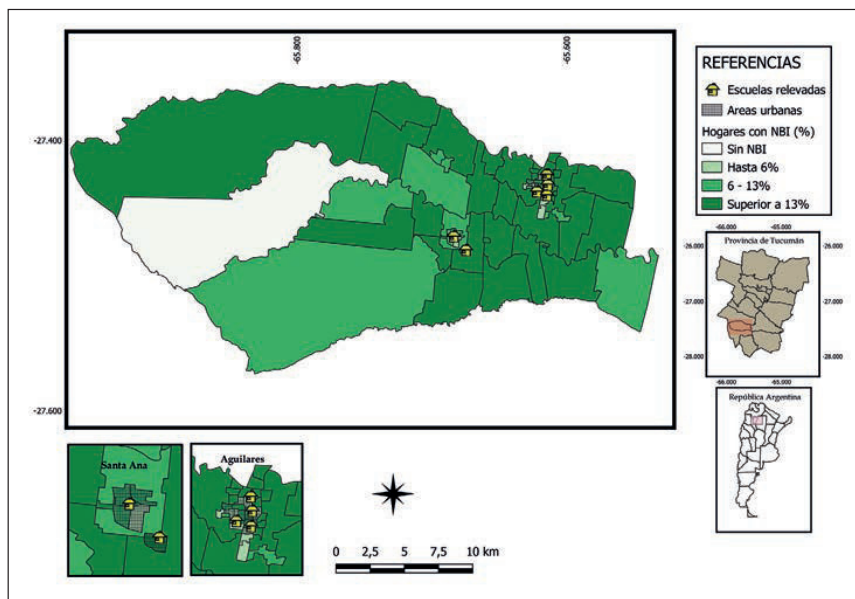 -65.800
-65.600
-27.400
-27.600
REFERENCIAS
Escuelas relevadas
Areas urbanas
Hogares con NBI (%)
Sin NBI
Hasta 6%
6 - 13%
Superior a 13%
-66.000
-65.000
Provincia de Tucumán
-26.000
-26.000
-27.000
-27.000
-28.000
-28.000
-66.000
-65.000
República Argentina
Santa Ana
Aguilares
0 2,5 5 7,5 10 km